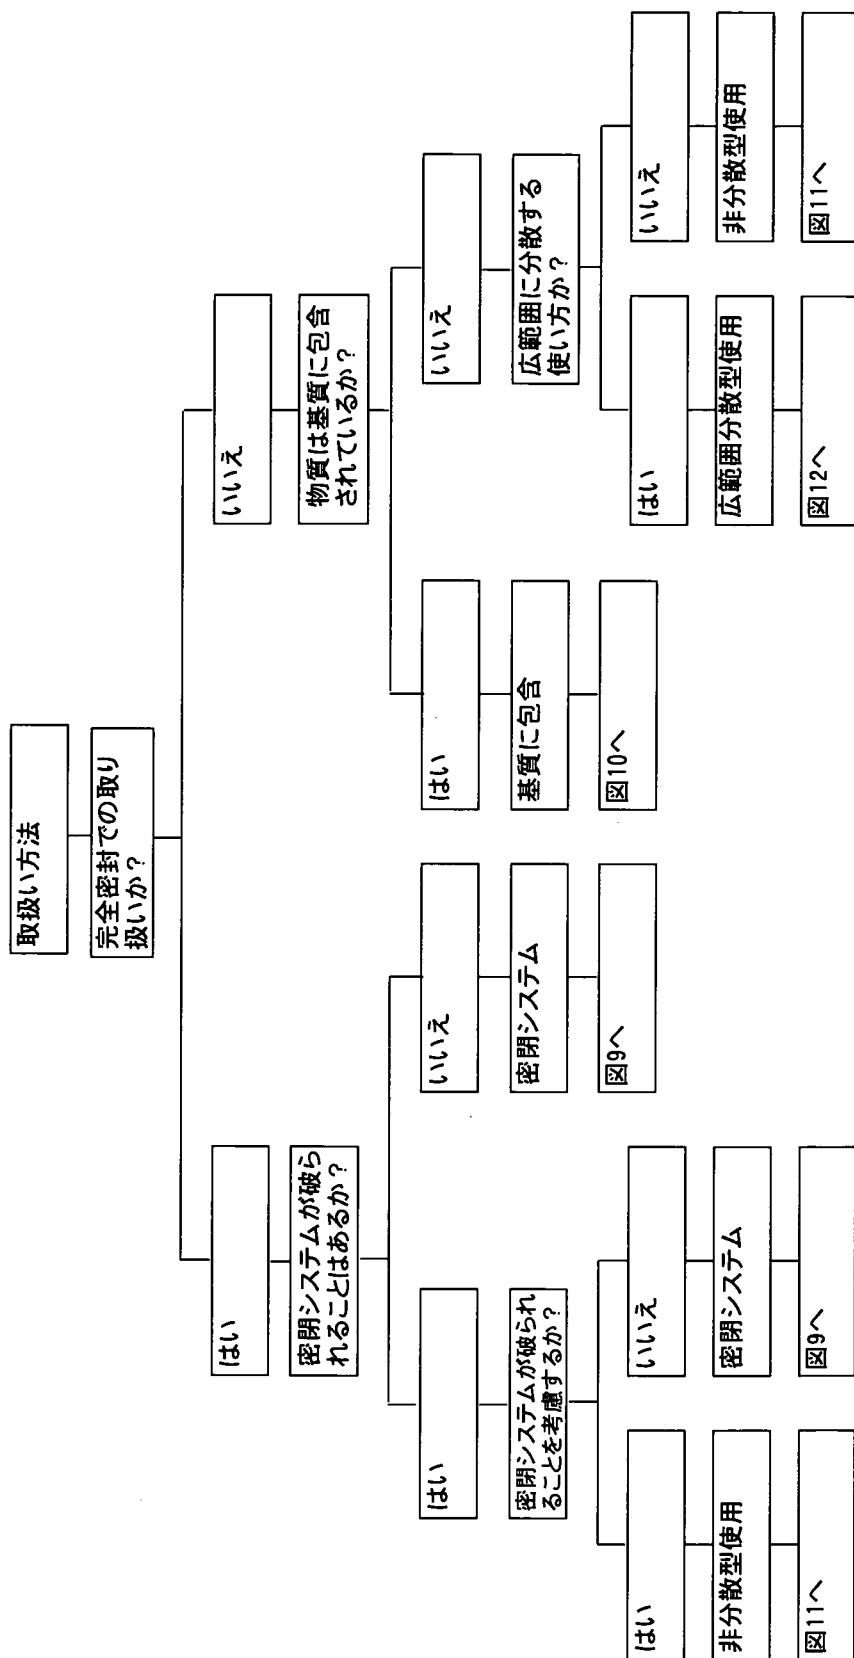 取扱い方法
完全密封での取り
扱いか？
はい
密閉システムが破ら
れることはあるか？
はい
密閉システムが破られ
ることを考慮するか？
はい
非分散型使用
図11へ
いいえ
密閉システム
図9へ
いいえ
密閉システム
図9へ
いいえ
物質は基質に包含
されているか？
はい
基質に包含
図10へ
いいえ
広範囲に分散する
使い方か？
はい
広範囲分散型使用
図12へ
いいえ
非分散型使用
図11へ